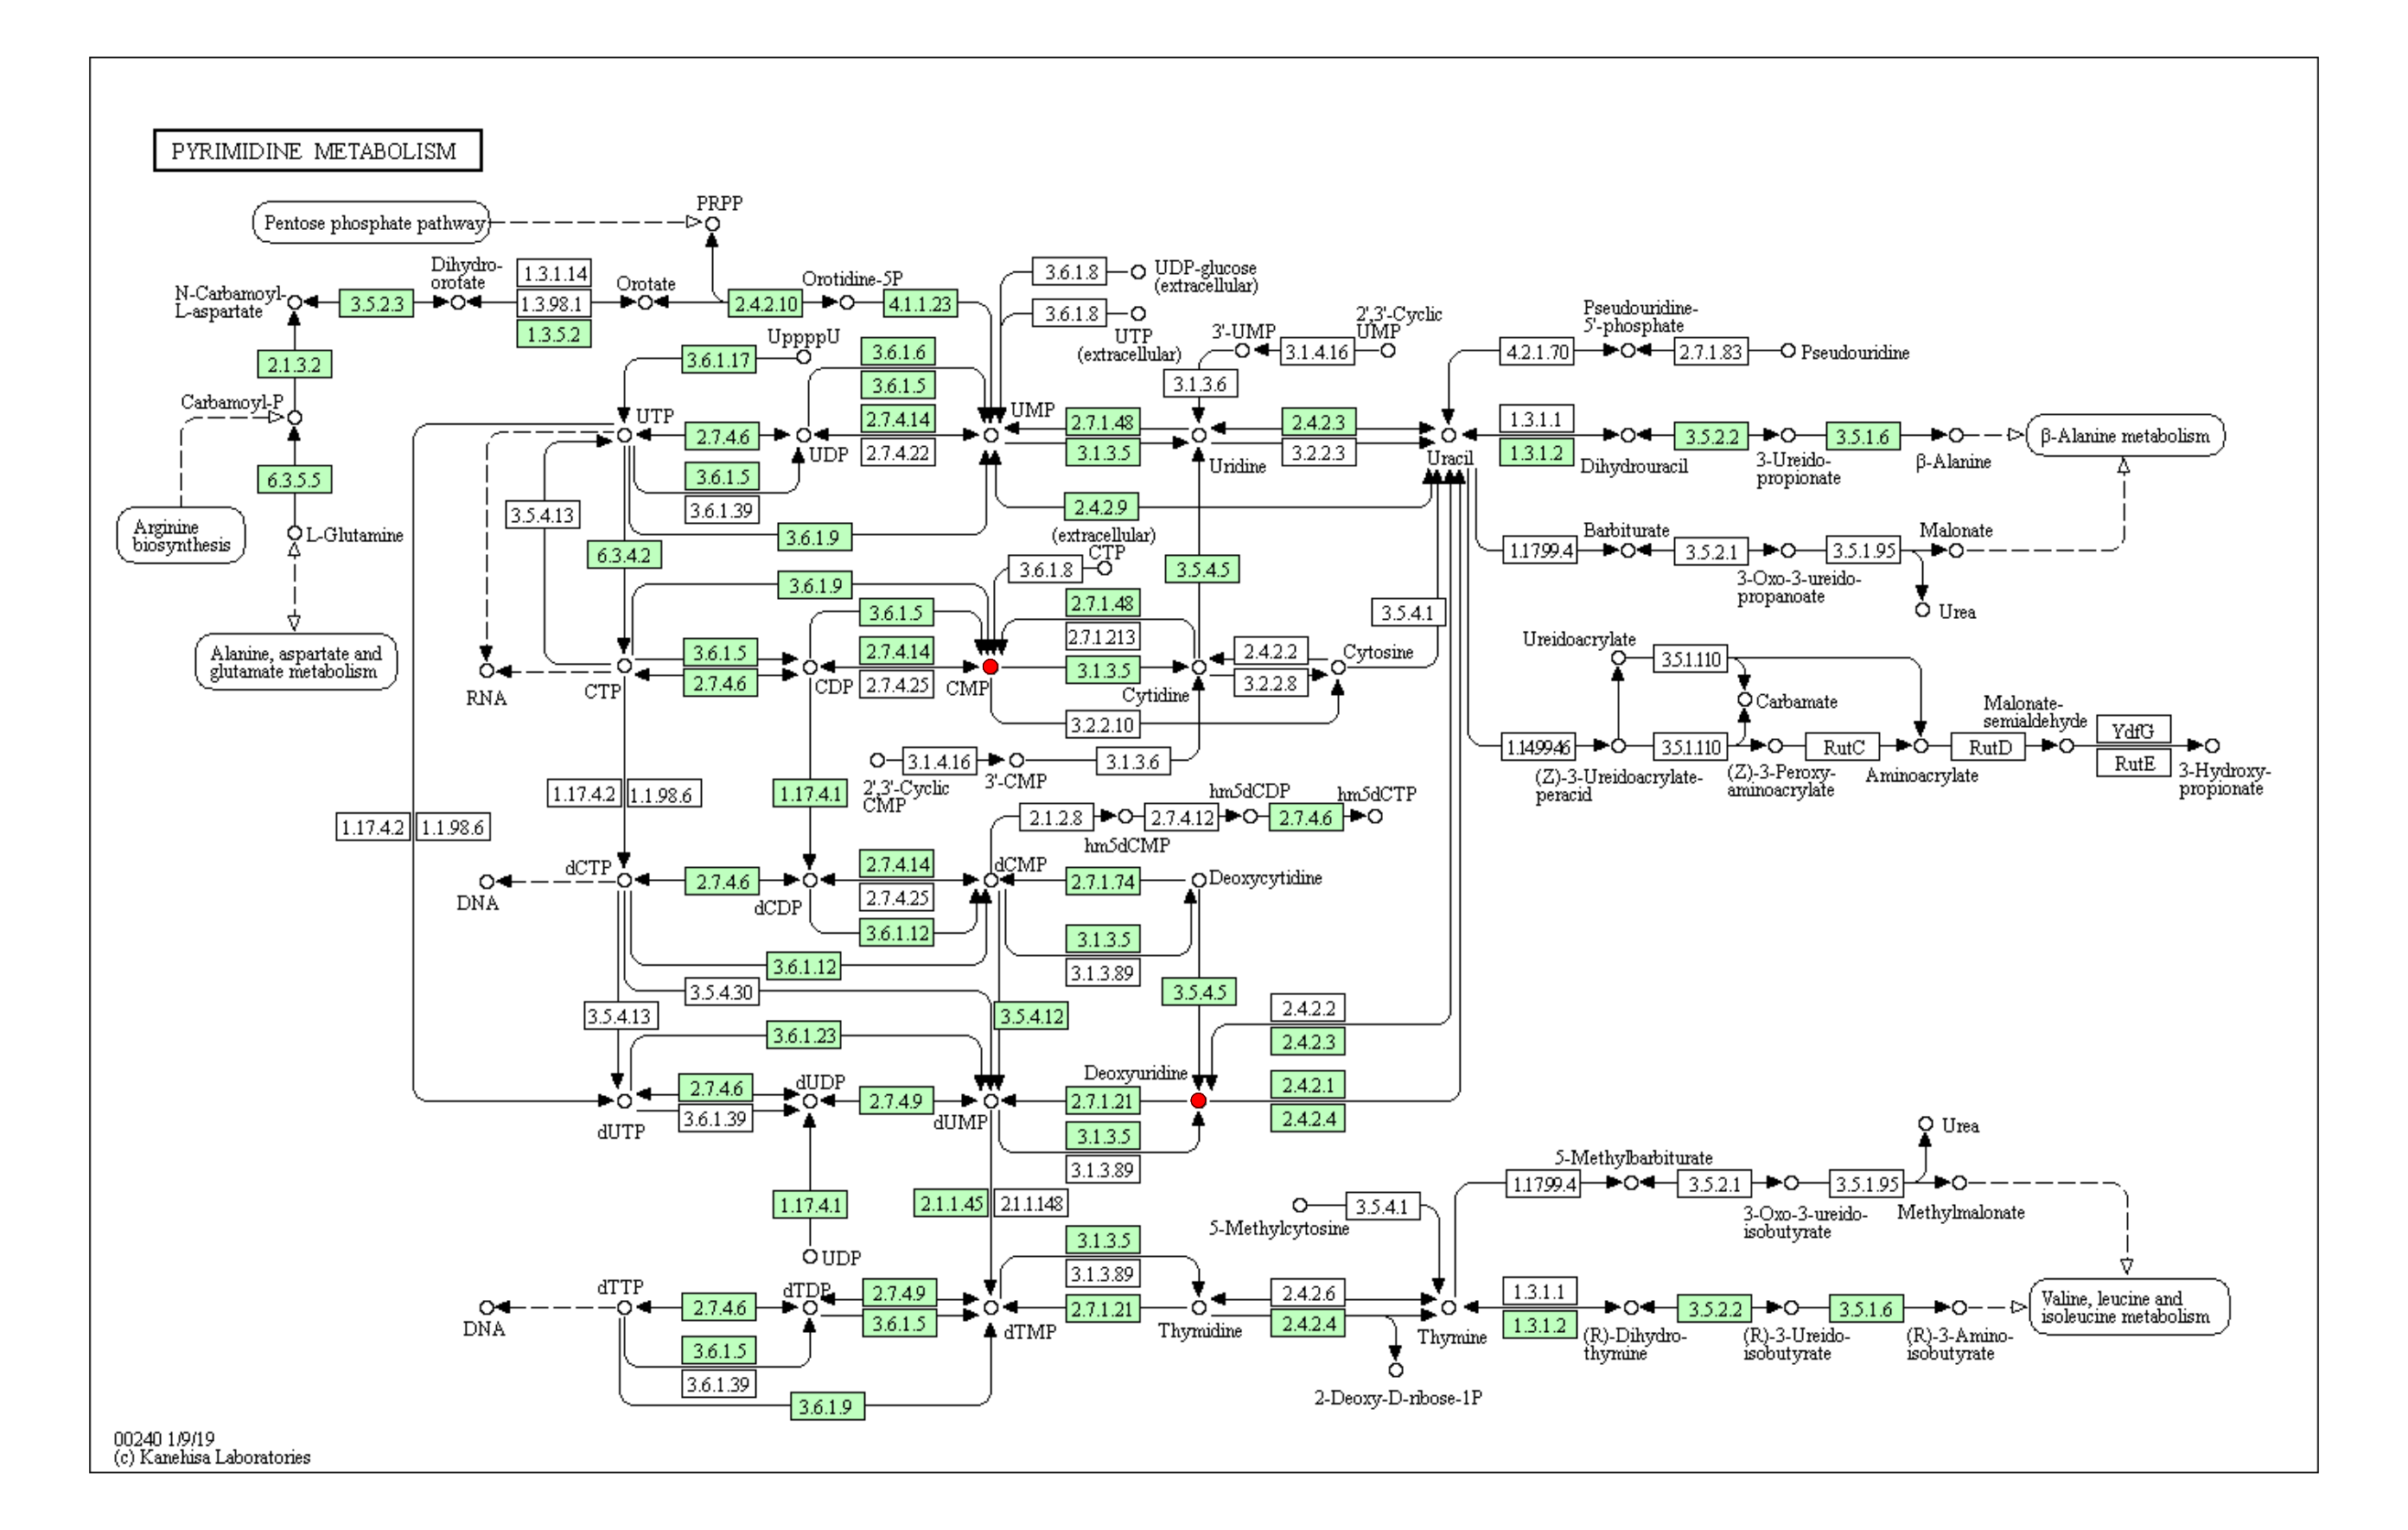 PYRIMIDINE METABOLISM
PRPP
Pentose phosphate pathway
Dihydro-
orotate
1.3.1.14
Orotate
Orotidine-5P
3.6.1.8
UDP-glucose
(extracellular)
N-Carbamoyl-
L-aspartate
3.5.2.3
1.3.98.1
2.4.2.10
4.1.1.23
1.3.5.2
3.6.1.8
UTP
(extracellular)
3'-UMP
2',3'-Cyclic
UMP
Pseudouridine-
5'-phosphate
UppppU
3.6.1.17
3.6.1.6
3.1.4.16
4.2.1.70
2.7.1.83
Pseudouridine
2.1.3.2
3.6.1.5
3.1.3.6
Carbamoyl-P
UTP
2.7.4.14
UMP
2.7.1.48
2.4.2.3
1.3.1.1
2.7.4.6
UDP
2.7.4.22
3.1.3.5
Uridine
3.2.2.3
Uracil
1.3.1.2
Dihydrouracil
3.5.2.2
3-Ureido-
propionate
3.5.1.6
β-Alanine
β-Alanine metabolism
6.3.5.5
3.6.1.5
3.6.1.39
3.5.4.13
2.4.2.9
Arginine
biosynthesis
L-Glutamine
3.6.1.9
(extracellular)
CTP
Barbiturate
Malonate
6.3.4.2
3.6.1.8
3.5.4.5
1.1799.4
3.5.2.1
3.5.1.95
3-Oxo-3-ureido-
propanoate
Urea
3.6.1.9
3.6.1.5
2.7.1.48
2.7.1.213
3.5.4.1
Alanine, aspartate and
glutamate metabolism
3.6.1.5
2.7.4.14
2.4.2.2
Cytosine
Ureidoacrylate
3.5.1.110
RNA
CTP
2.7.4.6
CDP
2.7.4.25
CMP
3.1.3.5
Cytidine
3.2.2.8
Carbamate
Malonate-
semialdehyde
3.2.2.10
YdfG
3.1.4.16
3'-CMP
3.1.3.6
1.14.99.46
3.5.1.110
RutC
RutD
RutE
2',3'-Cyclic
CMP
(Z)-3-Ureidoacrylate-
peracid
(Z)-3-Peroxy-
aminoacrylate
Aminoacrylate
3-Hydroxy-
propionate
1.17.4.2
1.1.98.6
1.17.4.1
hm5dCDP
hm5dCTP
1.17.4.2
1.1.98.6
2.1.2.8
2.7.4.12
2.7.4.6
hm5dCMP
dCTP
2.7.4.14
dCMP
DNA
2.7.4.6
dCDP
2.7.4.25
2.7.1.74
Deoxycytidine
3.6.1.12
3.1.3.5
3.6.1.12
3.1.3.89
3.5.4.30
3.5.4.5
3.5.4.13
3.5.4.12
2.4.2.2
3.6.1.23
2.4.2.3
Deoxyuridine
2.7.4.6
dUDP
2.7.4.9
2.7.1.21
2.4.2.1
dUTP
3.6.1.39
dUMP
3.1.3.5
2.4.2.4
3.1.3.89
Urea
5-Methylbarbiturate
1.1799.4
3.5.2.1
3.5.1.95
1.17.4.1
2.1.1.45
2.1.1.148
3.5.4.1
5-Methylcytosine
3-Oxo-3-ureido-
isobutyrate
Methylmalonate
UDP
3.1.3.5
3.1.3.89
dTTP
dTDP
2.7.4.9
2.4.2.6
1.3.1.1
DNA
2.7.4.6
3.6.1.5
dTMP
2.7.1.21
Thymidine
2.4.2.4
Thymine
1.3.1.2
(R)-Dihydro-
thymine
3.5.2.2
(R)-3-Ureido-
isobutyrate
3.5.1.6
(R)-3-Amino-
isobutyrate
Valine, leucine and
isoleucine metabolism
3.6.1.5
3.6.1.39
3.6.1.9
2-Deoxy-D-ribose-1P
00240 1/9/19
(c) Kanehisa Laboratories